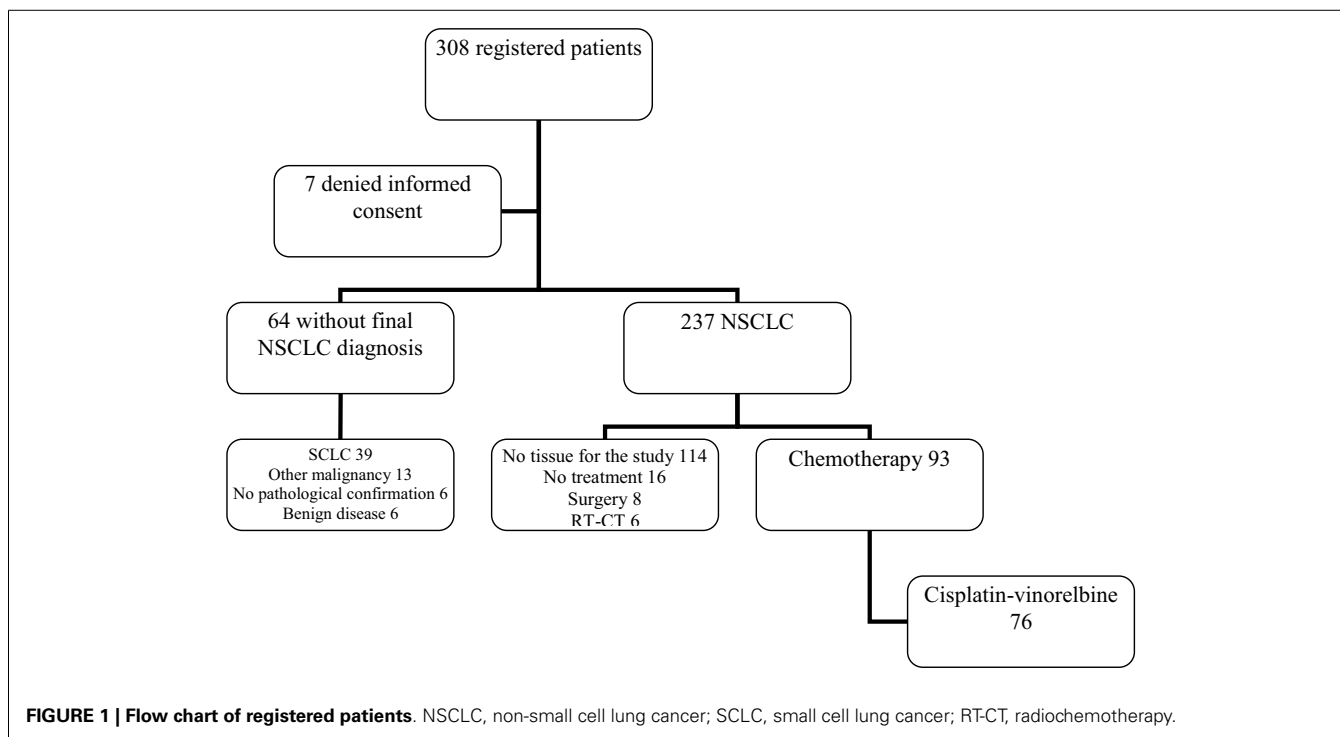 308 registered patients
7 denied informed
consent
64 without final
NSCLC diagnosis
237 NSCLC
SCLC 39
Other malignancy 13
No pathological confirmation 6
Benign disease 6
No tissue for the study 114
No treatment 16
Surgery 8
RT-CT 6
Chemotherapy 93
Cisplatin-vinorelbine
76
FIGURE 1 | Flow chart of registered patients. NSCLC, non-small cell lung cancer; SCLC, small cell lung cancer; RT-CT, radiochemotherapy.